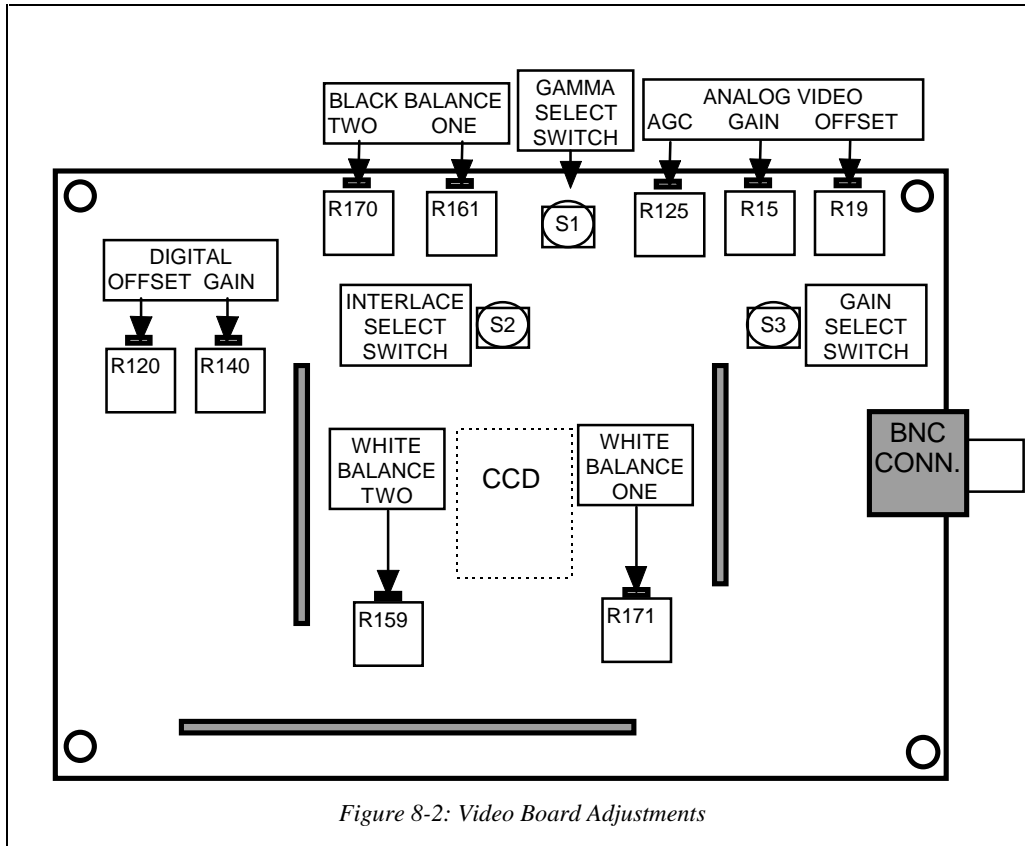 BLACK BALANCE
TWO ONE
GAMMA
SELECT
SWITCH
ANALOG VIDEO
AGC GAIN OFFSET
R170
R161
S1
R125
R15
R19
DIGITAL
OFFSET GAIN
R120
R140
INTERLACE
SELECT
SWITCH
S2
S3
GAIN
SELECT
SWITCH
WHITE
BALANCE
TWO
CCD
WHITE
BALANCE
ONE
BNC
CONN.
R159
R171
Figure 8-2: Video Board Adjustments